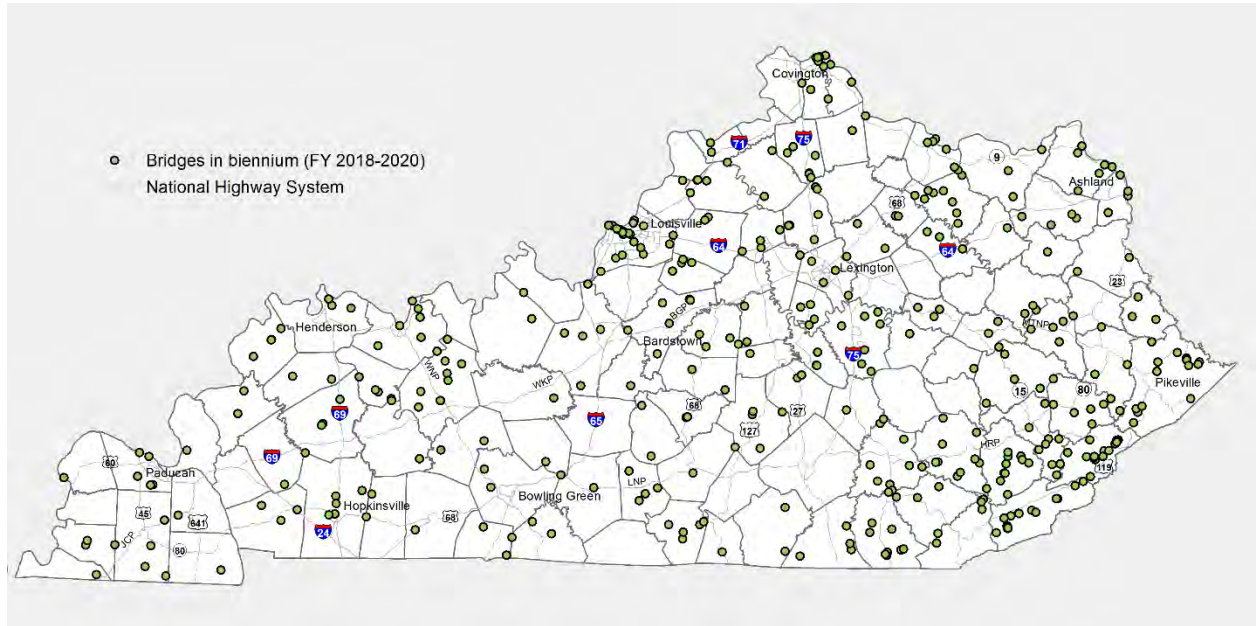 Covington
71
75
Bridges in biennium (FY 2018-2020)
9
National Highway System
Ashland
68
Louisville
64
64
Lexington
23
BGP
Henderson
MTNP
Bardstown
WNP
75
WKP
Pikeville
15
80
68
27
69
65
127
HRP
69
60
Paducah
119
LNP
Bowling Green
Hopkinsville
45
641
68
24
JCP
80